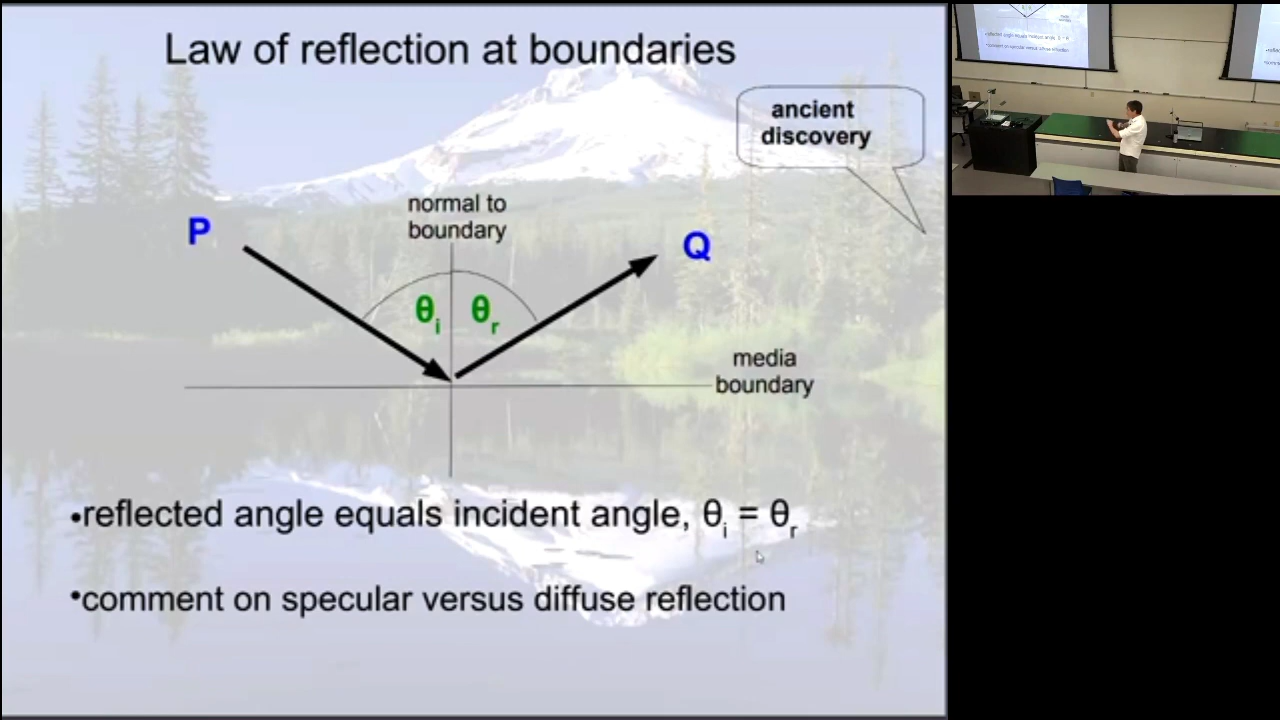 Law of reflection at boundaries
ancient
discovery
normal to
boundary
P
Q
θi
θr
media
boundary
•reflected angle equals incident angle, θi = θr
•comment on specular versus diffuse reflection